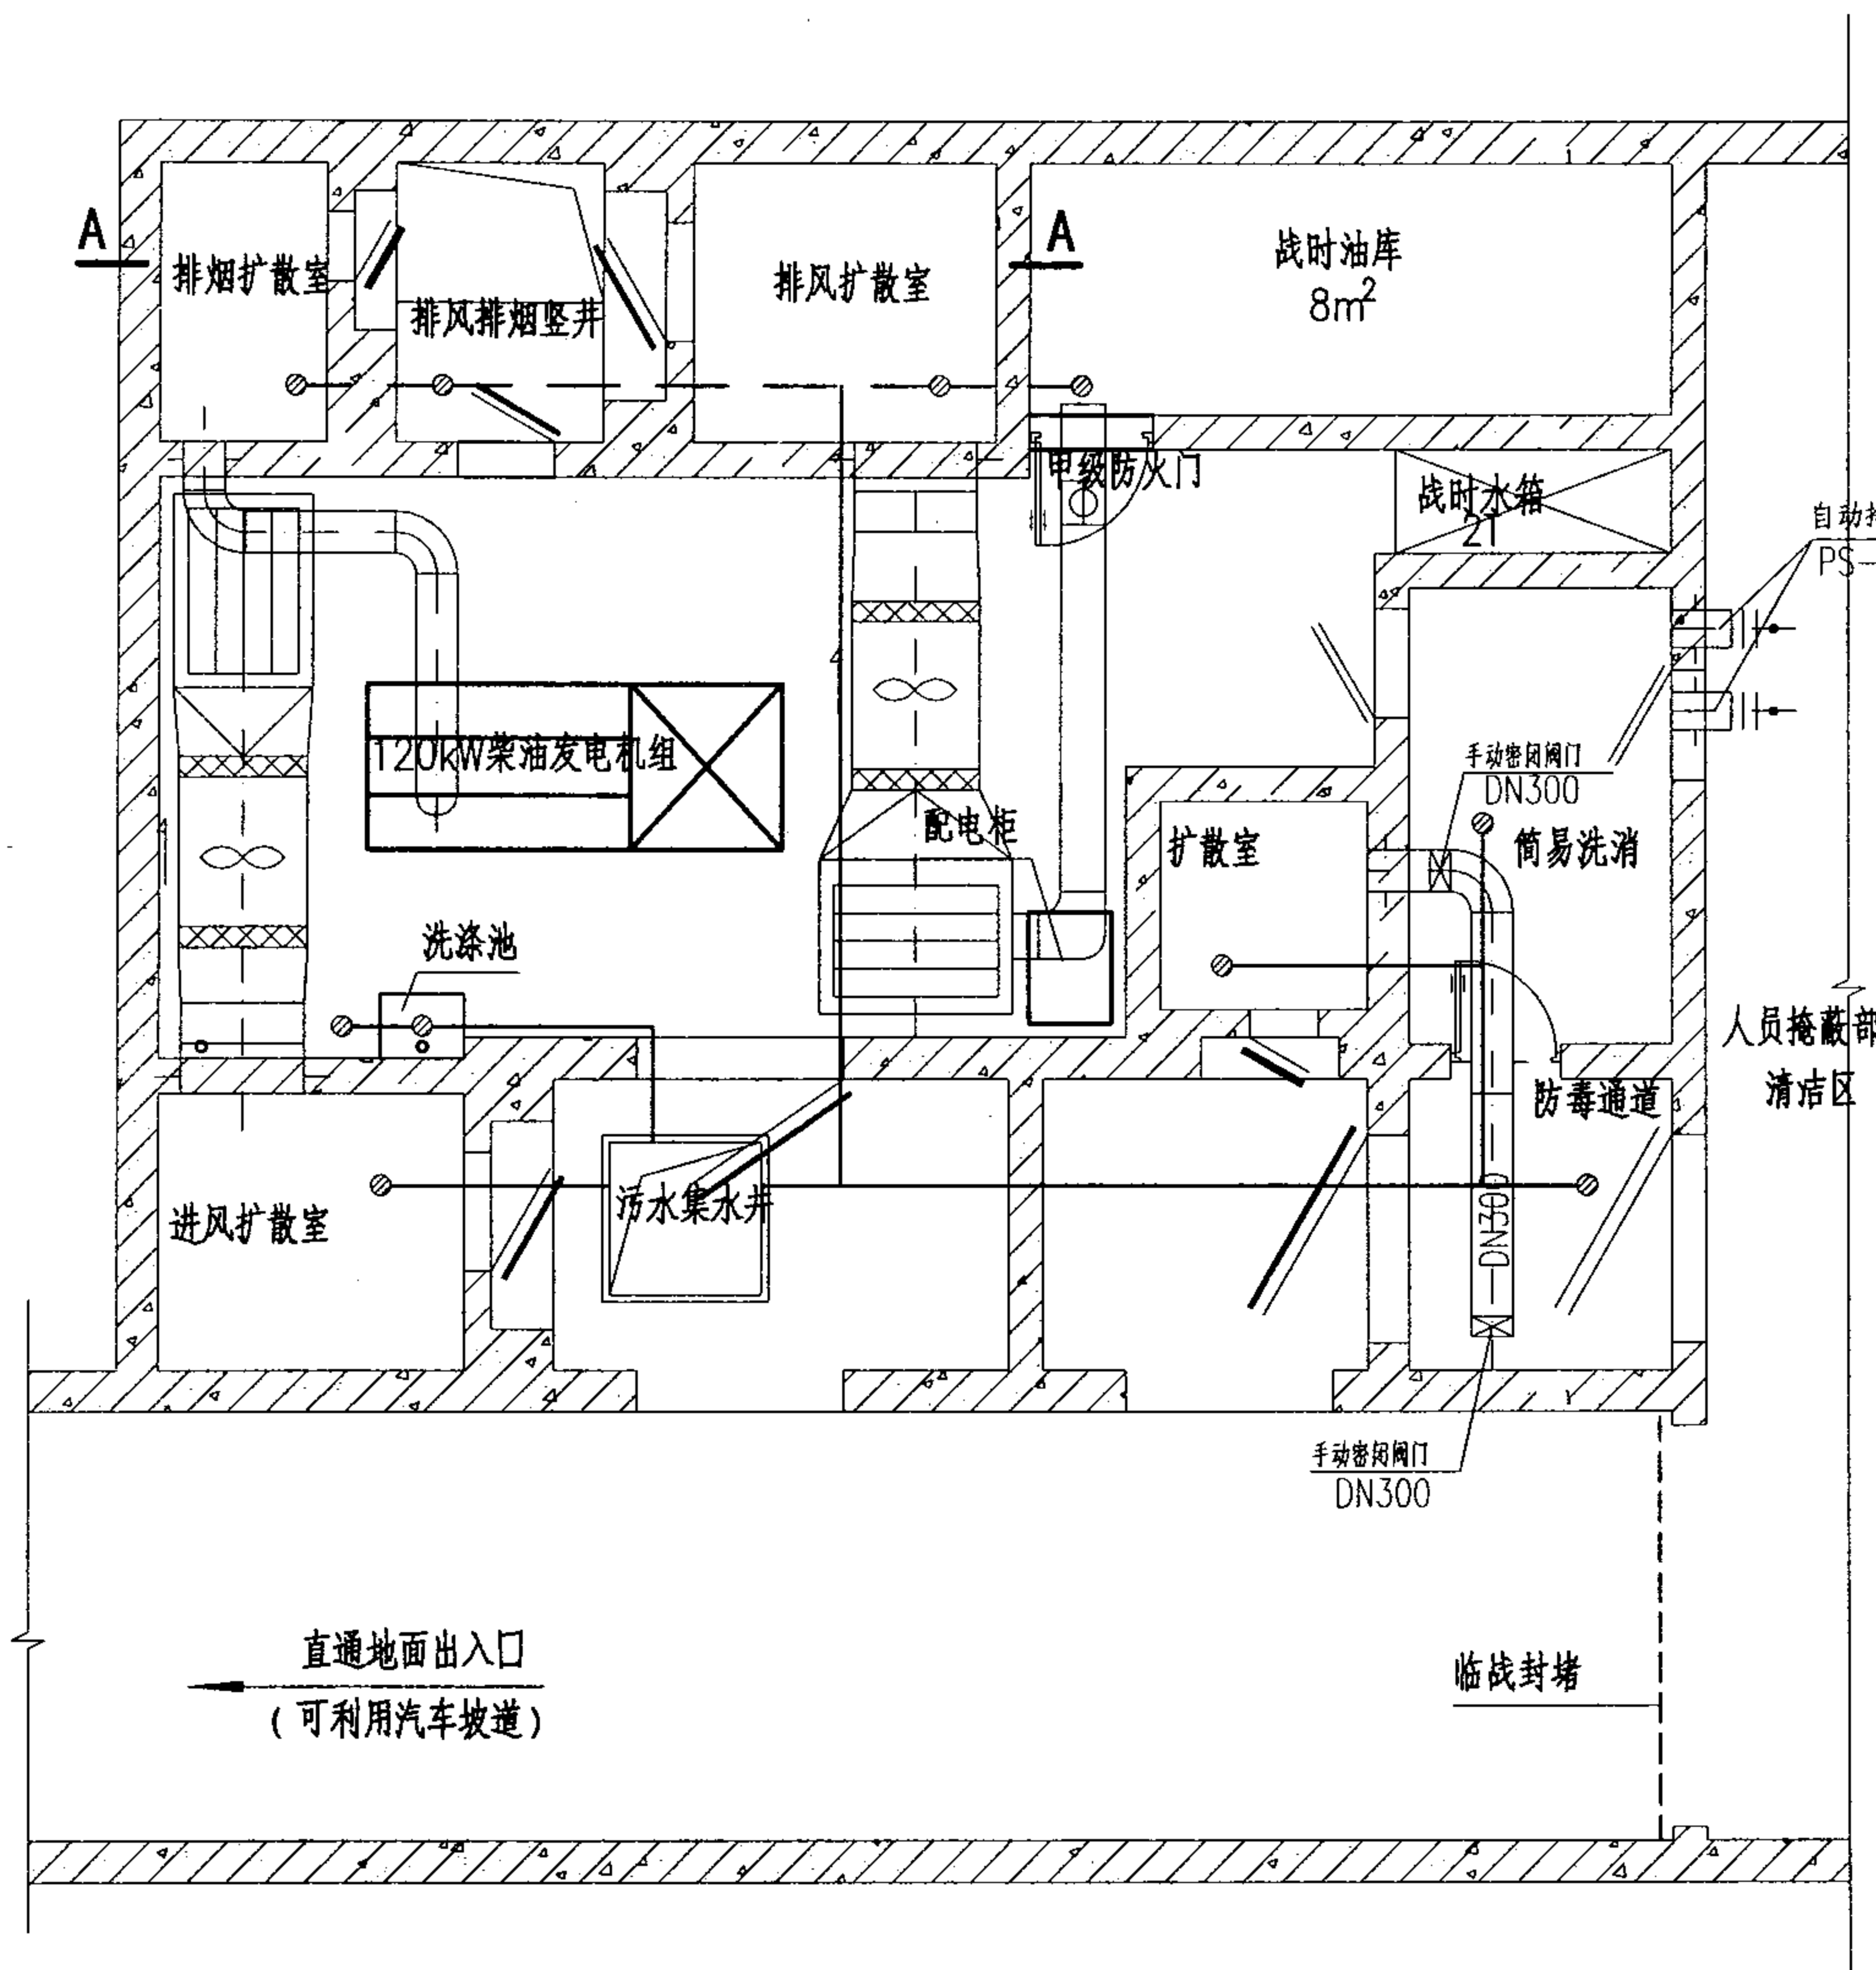 A
A
排烟扩散室
排风排烟竖井
排风扩散室
战时油库
8m²
甲级防火门
战时水箱
2T
自动
PS-
120kW柴油发电机组
手动密闭阀门
DN300
配电柜
扩散室
简易洗消
洗涤池
人员掩蔽部
清洁区
防毒通道
进风扩散室
污水集水井
DN300
手动密闭阀门
DN300
直通地面出入口
(可利用汽车坡道)
临战封堵